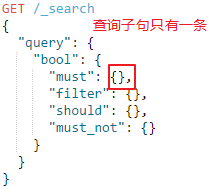 GET /_search
查询子句只有一条
{
  "query": {
    "bool": {
      "must": {},
      "filter": {},
      "should": {},
      "must_not": {}
    }
  }
}